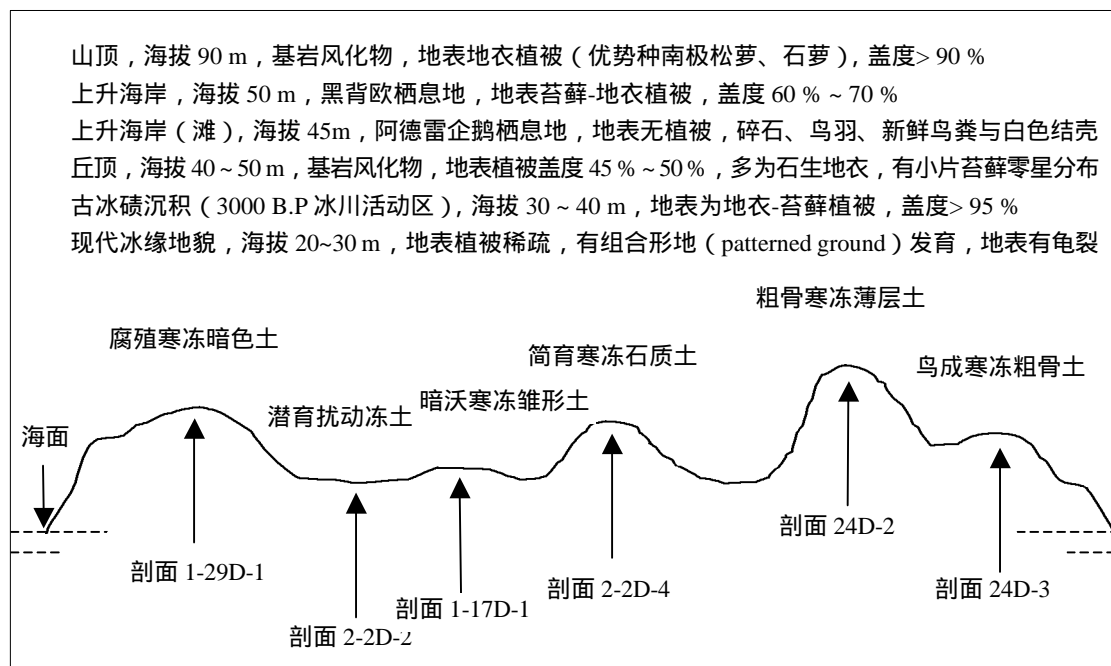 山顶，海拔 90 m，基岩风化物，地表地衣植被（优势种南极松萝、石萝），盖度> 90 %
上升海岸，海拔 50 m，黑背欧栖息地，地表苔藓-地衣植被，盖度 60 % ~ 70 %
上升海岸（滩），海拔 45m，阿德雷企鹅栖息地，地表无植被，碎石、鸟羽、新鲜鸟粪与白色结壳
丘顶，海拔 40 ~ 50 m，基岩风化物，地表植被盖度 45 % ~ 50 %，多为石生地衣，有小片苔藓零星分布
古冰碛沉积（3000 B.P 冰川活动区），海拔 30 ~ 40 m，地表为地衣-苔藓植被，盖度> 95 %
现代冰缘地貌，海拔 20~30 m，地表植被稀疏，有组合形地（patterned ground）发育，地表有龟裂
粗骨寒冻薄层土
腐殖寒冻暗色土
简育寒冻石质土
鸟成寒冻粗骨土
潜育扰动冻土
暗沃寒冻雏形土
海面
剖面 24D-2
剖面 1-29D-1
剖面 2-2D-4
剖面 24D-3
剖面 1-17D-1
剖面 2-2D-2